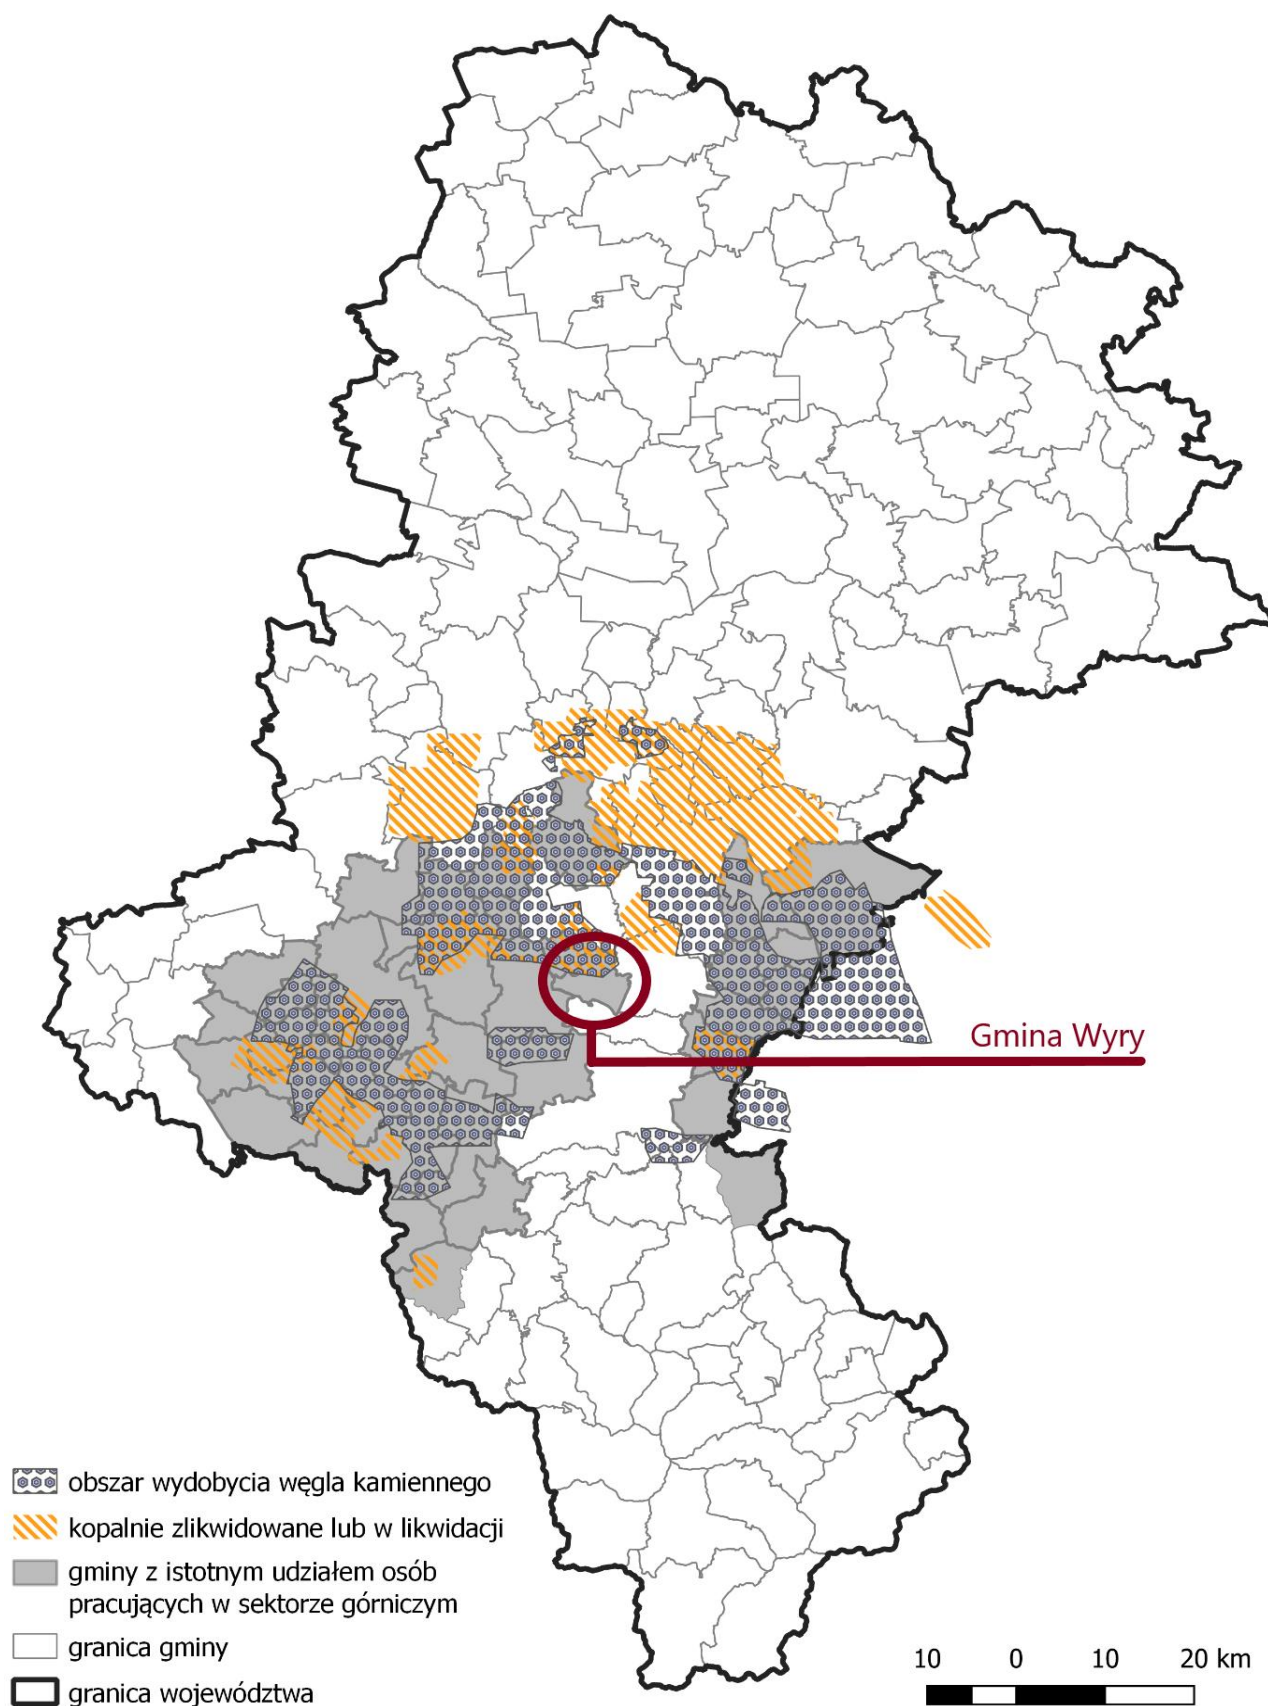 Gmina Wyry
obszar wydobycia węgla kamiennego
kopalnie zlikwidowane lub w likwidacji
gminy z istotnym udziałem osób
pracujących w sektorze górniczym
granica gminy
granica województwa
10 0 10 20 km